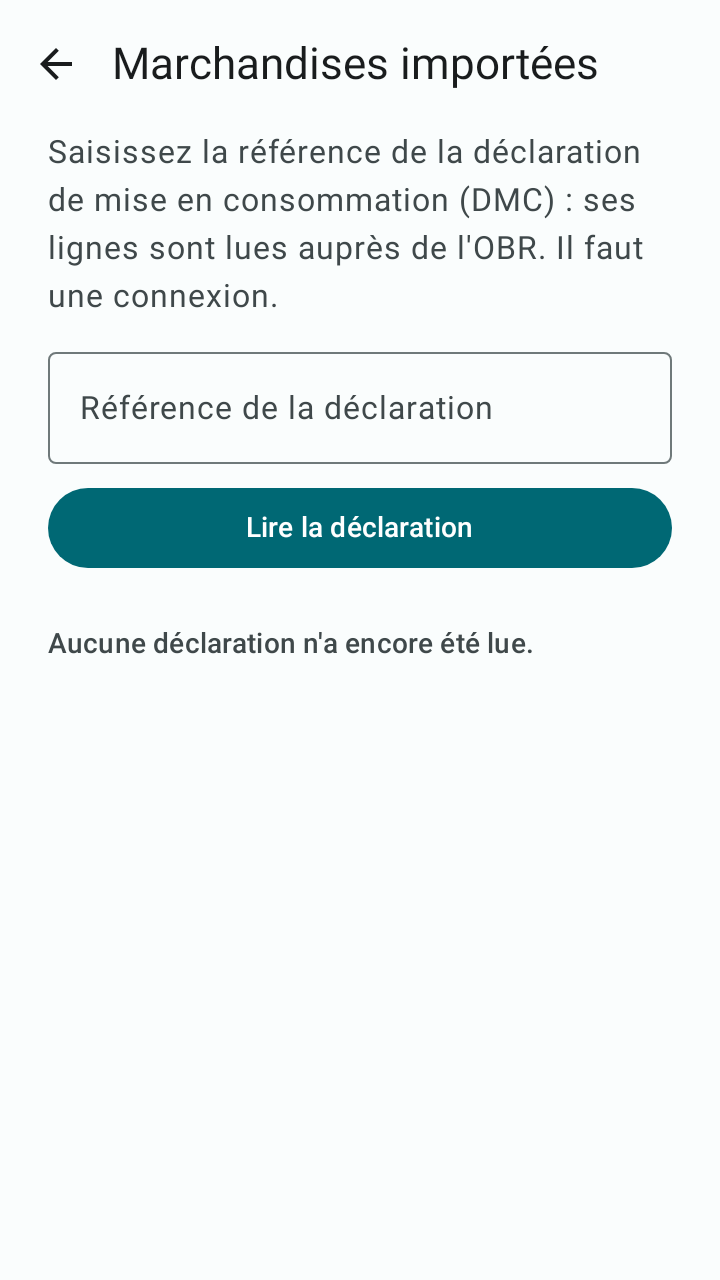 Marchandises importées
Saisissez la référence de la déclaration
de mise en consommation (DMC) : ses
lignes sont lues auprès de l'OBR. Il faut
une connexion.
Référence de la déclaration
Lire la déclaration
Aucune déclaration n'a encore été lue.